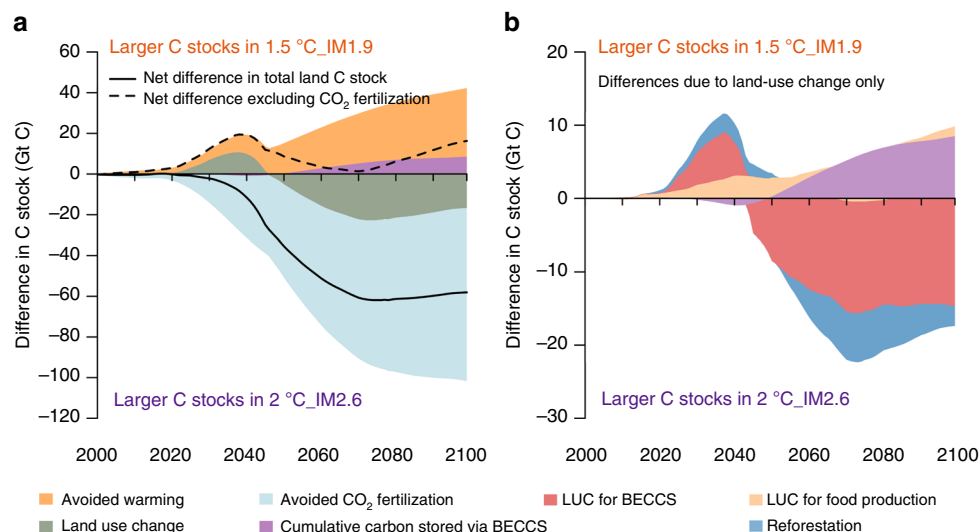 a
Larger C stocks in 1.5 °C_IM1.9
Net difference in total land C stock
Net difference excluding CO₂ fertilization
Difference in C stock (Gt C)
60
40
20
0
−20
−40
−60
−80
−100
−120
Larger C stocks in 2 °C_IM2.6
2000 2020 2040 2060 2080 2100
b
Larger C stocks in 1.5 °C_IM1.9
Differences due to land-use change only
Difference in C stock (Gt C)
20
10
0
−10
−20
−30
Larger C stocks in 2 °C_IM2.6
2000 2020 2040 2060 2080 2100
Avoided warming
Avoided CO₂ fertilization
LUC for BECCS
LUC for food production
Land use change
Cumulative carbon stored via BECCS
Reforestation